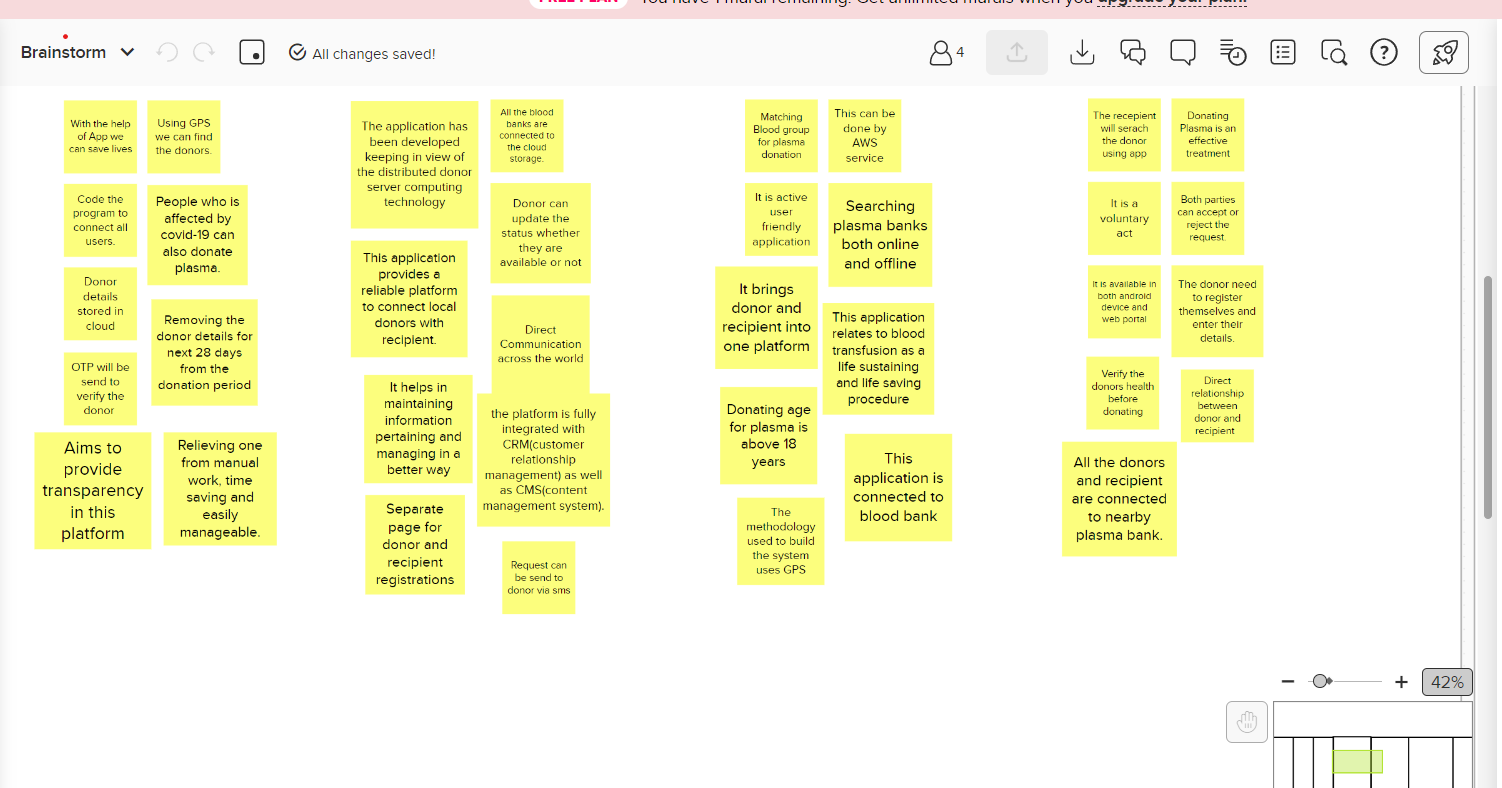 FREE PLAN You have 1 mural remaining. Get unlimited murals when you upgrade your plan.
Brainstorm
All changes saved!
4
With the help
of App we
can save lives
Using GPS
we can find
the donors.
Code the
program to
connect all
users.
People who is
affected by
covid-19 can
also donate
plasma.
Donor
details
stored in
cloud
Removing the
donor details for
next 28 days
from the
donation period
OTP will be
send to
verify the
donor
Aims to
provide
transparency
in this
platform
Relieving one
from manual
work, time
saving and
easily
manageable.
The application has
been developed
keeping in view of
the distributed donor
server computing
technology
All the blood
banks are
connected to
the cloud
storage.
Donor can
update the
status whether
they are
available or not
This application
provides a
reliable platform
to connect local
donors with
recipient.
Direct
Communication
across the world
It helps in
maintaining
information
pertaining and
managing in a
better way
the platform is fully
integrated with
CRM(customer
relationship
management) as well
as CMS(content
management system).
Separate
page for
donor and
recipient
registrations
Request can
be send to
donor via sms
Matching
Blood group
for plasma
donation
This can be
done by
AWS
service
It is active
user
friendly
application
Searching
plasma banks
both online
and offline
It brings
donor and
recipient into
one platform
This application
relates to blood
transfusion as a
life sustaining
and life saving
procedure
Donating age
for plasma is
above 18
years
This
application is
connected to
blood bank
The
methodology
used to build
the system
uses GPS
The recepient
will serach
the donor
using app
Donating
Plasma is an
effective
treatment
It is a
voluntary
act
Both parties
can accept or
reject the
request.
It is available in
both android
device and
web portal
The donor need
to register
themselves and
enter their
details.
Verify the
donors health
before
donating
Direct
relationship
between
donor and
recipient
All the donors
and recipient
are connected
to nearby
plasma bank.
42%